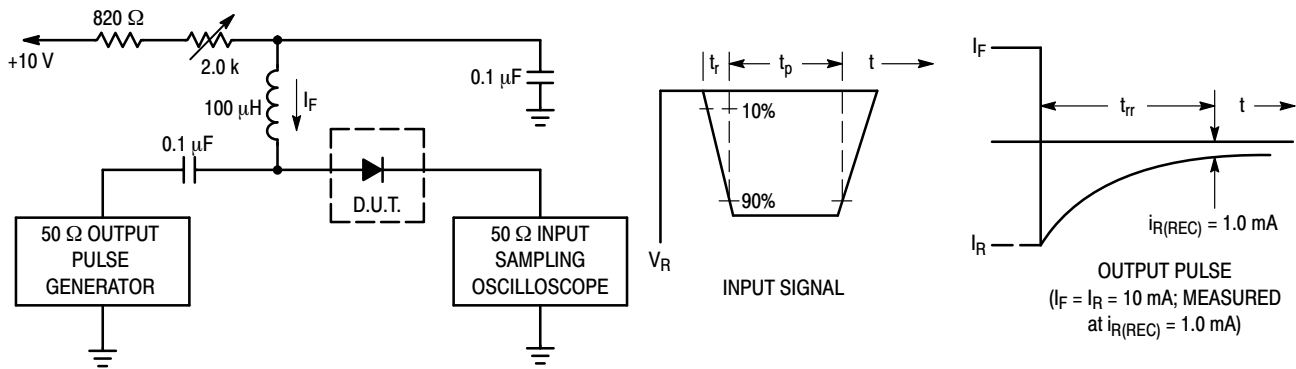 820 Ω
+10 V
2.0 k
100 μH
I_F
0.1 μF
0.1 μF
D.U.T.
50 Ω OUTPUT
PULSE
GENERATOR
50 Ω INPUT
SAMPLING
OSCILLOSCOPE
t_r
t_p
t
10%
90%
V_R
INPUT SIGNAL
I_F
t_rr
t
I_R
i_R(REC) = 1.0 mA
OUTPUT PULSE
(I_F = I_R = 10 mA; MEASURED
at i_R(REC) = 1.0 mA)